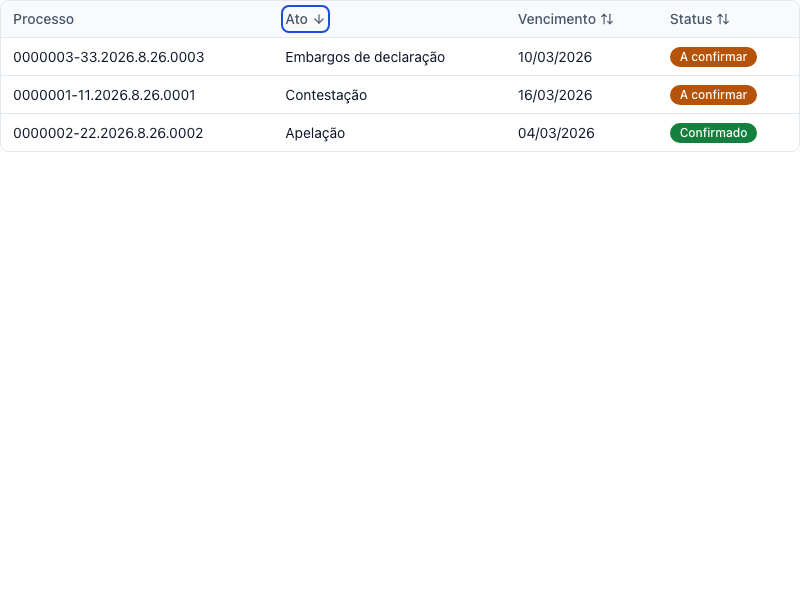 Processo Ato ↓ Vencimento ↑↓ Status ↑↓
0000003-33.2026.8.26.0003 Embargos de declaração 10/03/2026 A confirmar
0000001-11.2026.8.26.0001 Contestação 16/03/2026 A confirmar
0000002-22.2026.8.26.0002 Apelação 04/03/2026 Confirmado